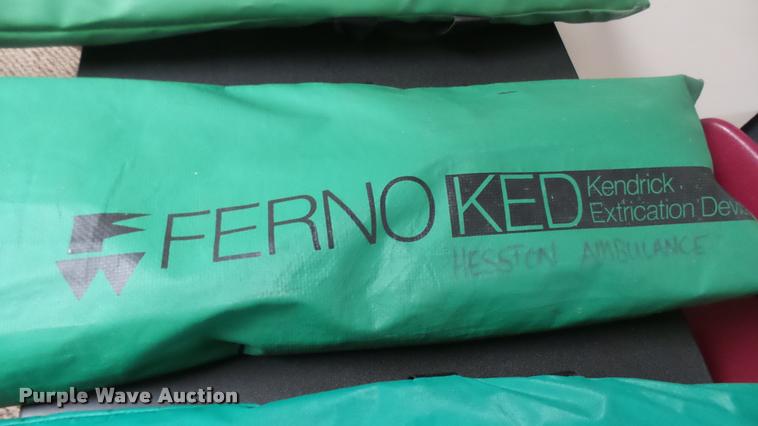 FERNO KED Kendrick
Extrication Devi
HESSTON AMBULANCE
Purple Wave Auction